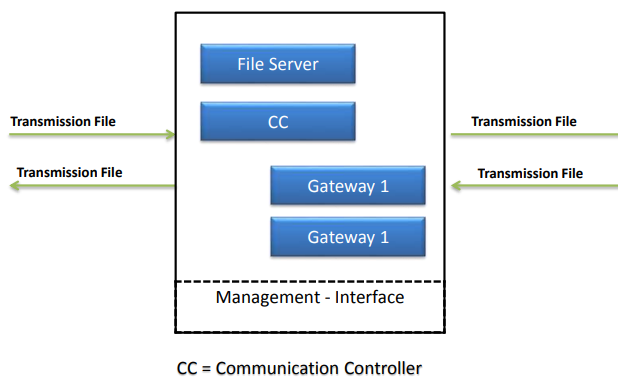 File Server
Transmission File
CC
Transmission File
Transmission File
Gateway 1
Transmission File
Gateway 1
Management - Interface
CC = Communication Controller